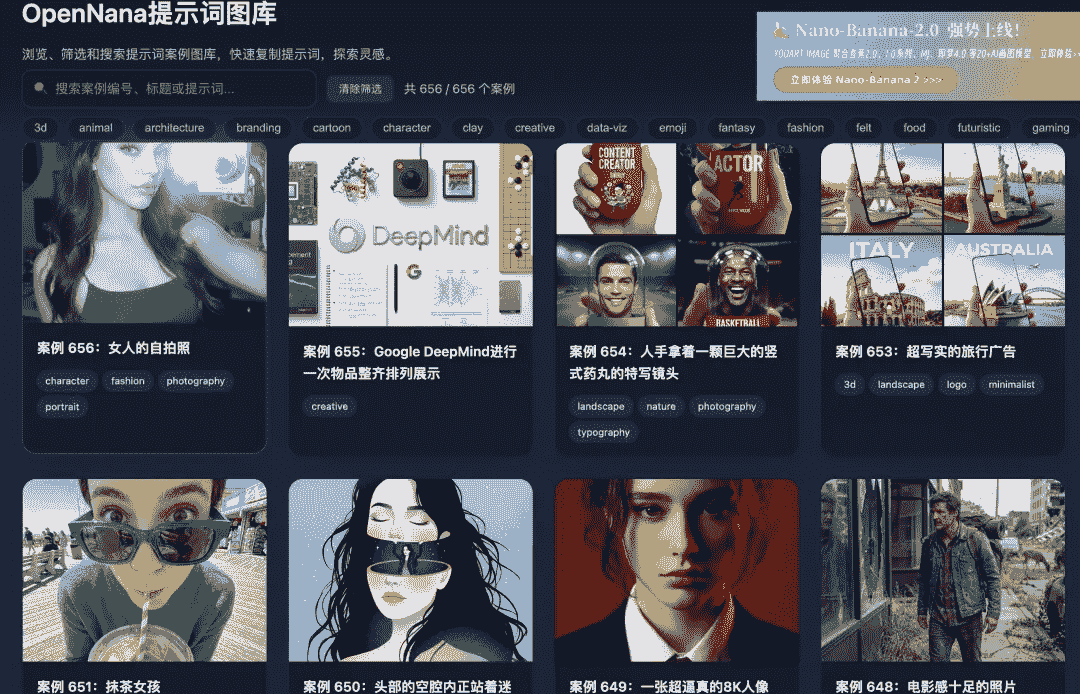 OpenNana提示词图库
浏览、筛选和搜索提示词案例图库，快速复制提示词，探索灵感。
Nano-Banana-2.0 强势上线！
立即体验 Nano-Banana 2 >>>
搜索案例编号、标题或提示词...
清除筛选
共 656 / 656 个案例
3d
animal
architecture
branding
cartoon
character
clay
creative
data-viz
emoji
fantasy
fashion
felt
food
futuristic
gaming
DeepMind
G
CONTENT
CREATOR
ACTOR
BASKETBALL
ITALY
AUSTRALIA
案例 656：女人的自拍照
character
fashion
photography
portrait
案例 655：Google DeepMind进行
一次物品整齐排列展示
creative
案例 654：人手拿着一颗巨大的竖
式药丸的特写镜头
landscape
nature
photography
typography
案例 653：超写实的旅行广告
3d
landscape
logo
minimalist
案例 651：抹茶女孩
案例 650：头部的空腔内正站着迷
案例 649：一张超逼真的8K人像
案例 648：电影感十足的照片